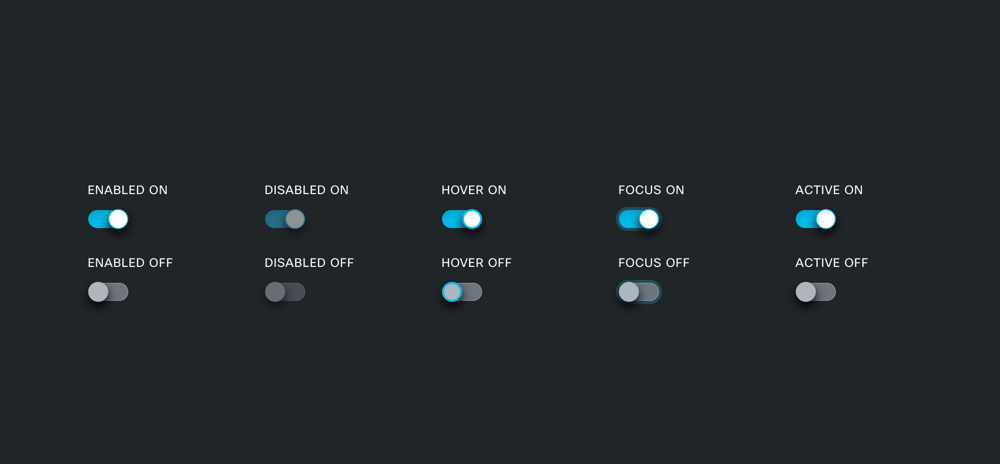 ENABLED ON
DISABLED ON
HOVER ON
FOCUS ON
ACTIVE ON
ENABLED OFF
DISABLED OFF
HOVER OFF
FOCUS OFF
ACTIVE OFF